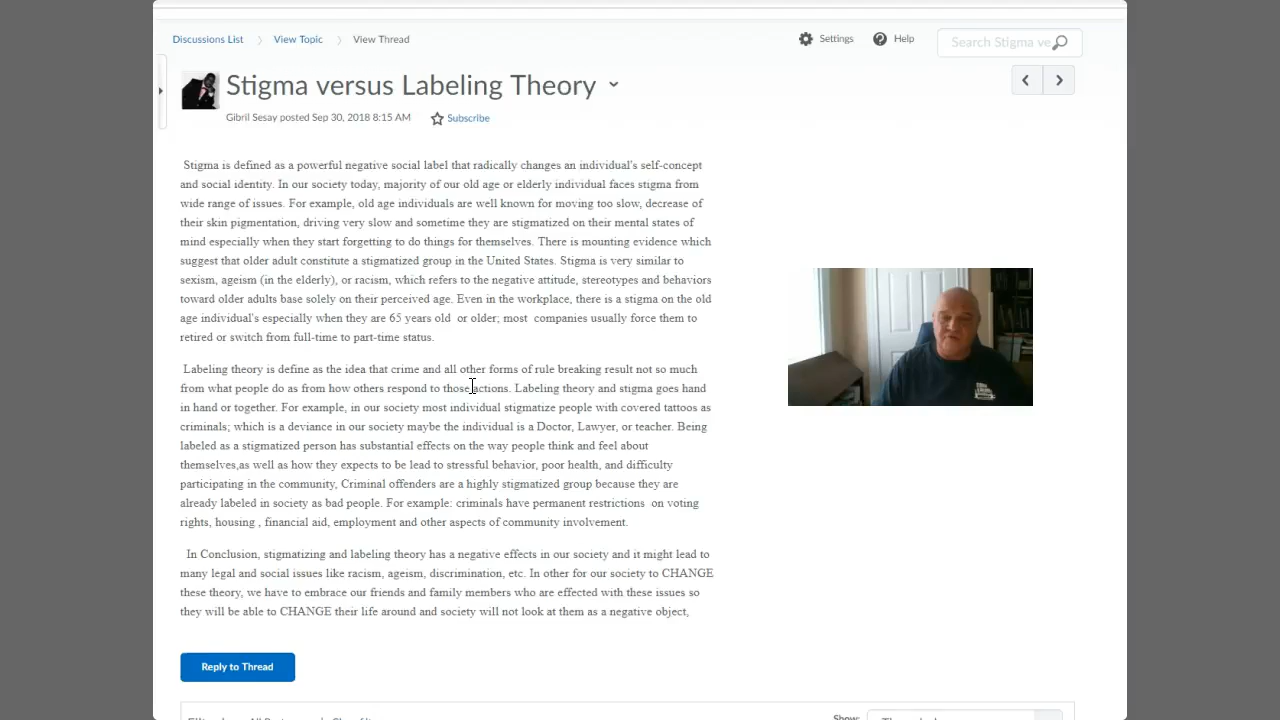 Discussions List
View Topic
View Thread
Settings
Help
Search Stigma ve
Stigma versus Labeling Theory
Gibril Sesay posted Sep 30, 2018 8:15 AM
Subscribe
Stigma is defined as a powerful negative social label that radically changes an individual's self-concept
and social identity. In our society today, majority of our old age or elderly individual faces stigma from
wide range of issues. For example, old age individuals are well known for moving too slow, decrease of
their skin pigmentation, driving very slow and sometime they are stigmatized on their mental states of
mind especially when they start forgetting to do things for themselves. There is mounting evidence which
suggest that older adult constitute a stigmatized group in the United States. Stigma is very similar to
sexism, ageism (in the elderly), or racism, which refers to the negative attitude, stereotypes and behaviors
toward older adults base solely on their perceived age. Even in the workplace, there is a stigma on the old
age individual's especially when they are 65 years old or older; most companies usually force them to
retired or switch from full-time to part-time status.
Labeling theory is define as the idea that crime and all other forms of rule breaking result not so much
from what people do as from how others respond to those actions. Labeling theory and stigma goes hand
in hand or together. For example, in our society most individual stigmatize people with covered tattoos as
criminals; which is a deviance in our society maybe the individual is a Doctor, Lawyer, or teacher. Being
labeled as a stigmatized person has substantial effects on the way people think and feel about
themselves,as well as how they expects to be lead to stressful behavior, poor health, and difficulty
participating in the community, Criminal offenders are a highly stigmatized group because they are
already labeled in society as bad people. For example: criminals have permanent restrictions on voting
rights, housing , financial aid, employment and other aspects of community involvement.
In Conclusion, stigmatizing and labeling theory has a negative effects in our society and it might lead to
many legal and social issues like racism, ageism, discrimination, etc. In other for our society to CHANGE
these theory, we have to embrace our friends and family members who are effected with these issues so
they will be able to CHANGE their life around and society will not look at them as a negative object,
Reply to Thread
Show: